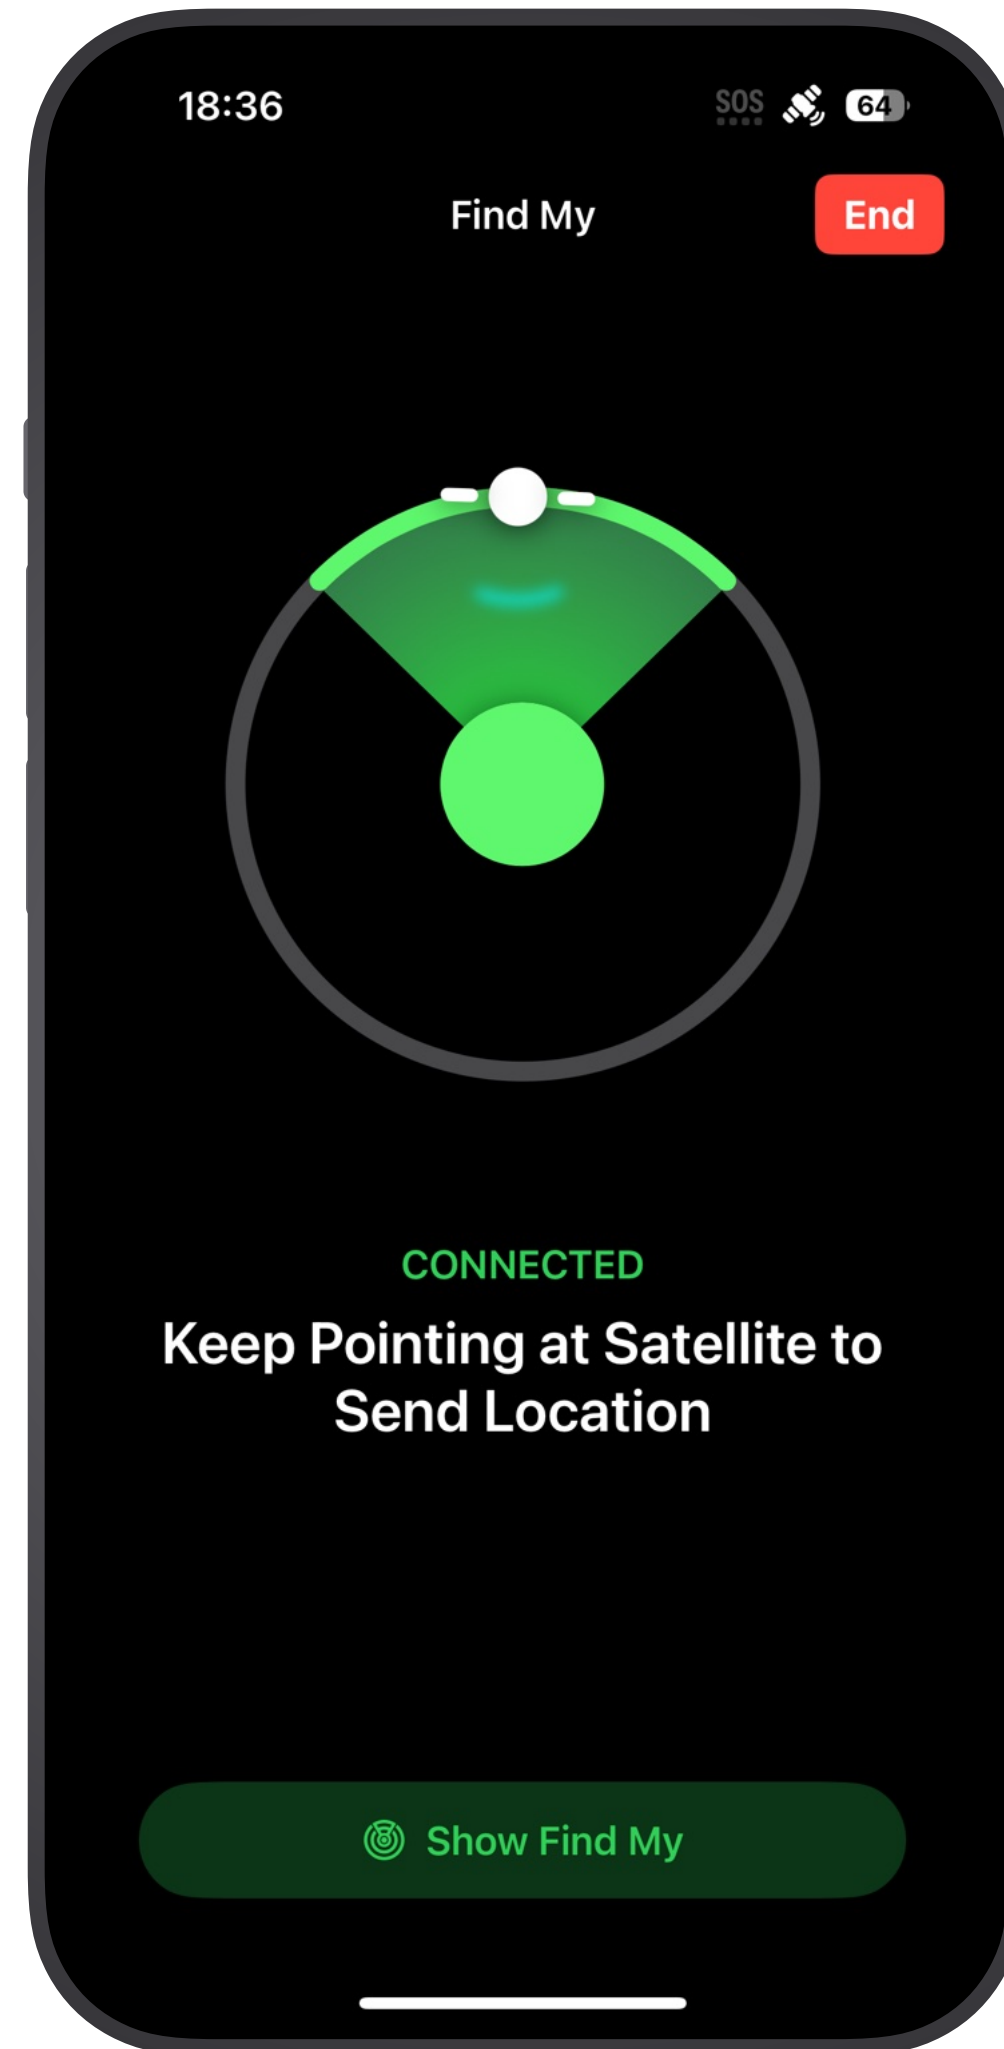 18:36
SOS
64
Find My
End
CONNECTED
Keep Pointing at Satellite to
Send Location
Show Find My